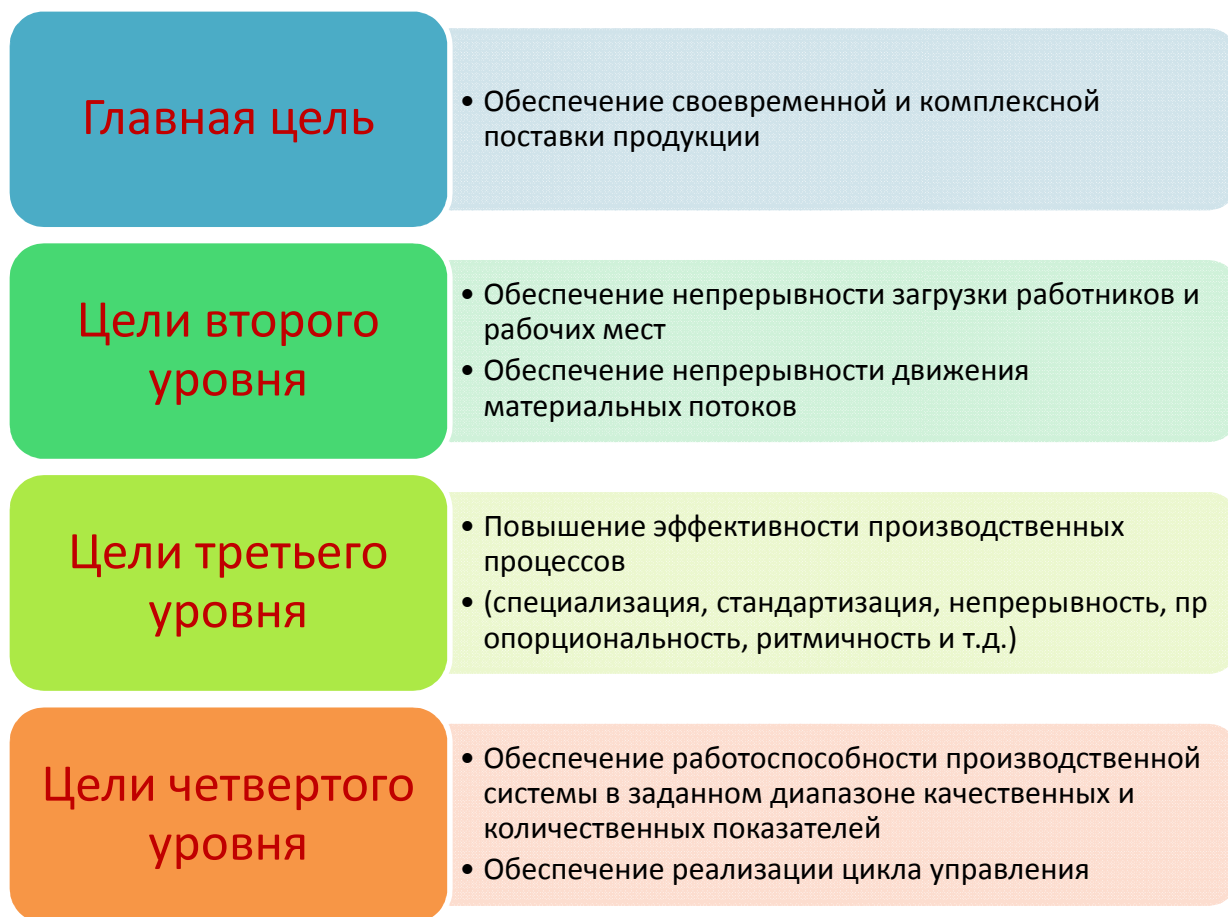 Главная цель
• Обеспечение своевременной и комплексной
поставки продукции
Цели второго
уровня
• Обеспечение непрерывности загрузки работников и
рабочих мест
• Обеспечение непрерывности движения
материальных потоков
Цели третьего
уровня
• Повышение эффективности производственных
процессов
• (специализация, стандартизация, непрерывность, пр
опорциональность, ритмичность и т.д.)
Цели четвертого
уровня
• Обеспечение работоспособности производственной
системы в заданном диапазоне качественных и
количественных показателей
• Обеспечение реализации цикла управления